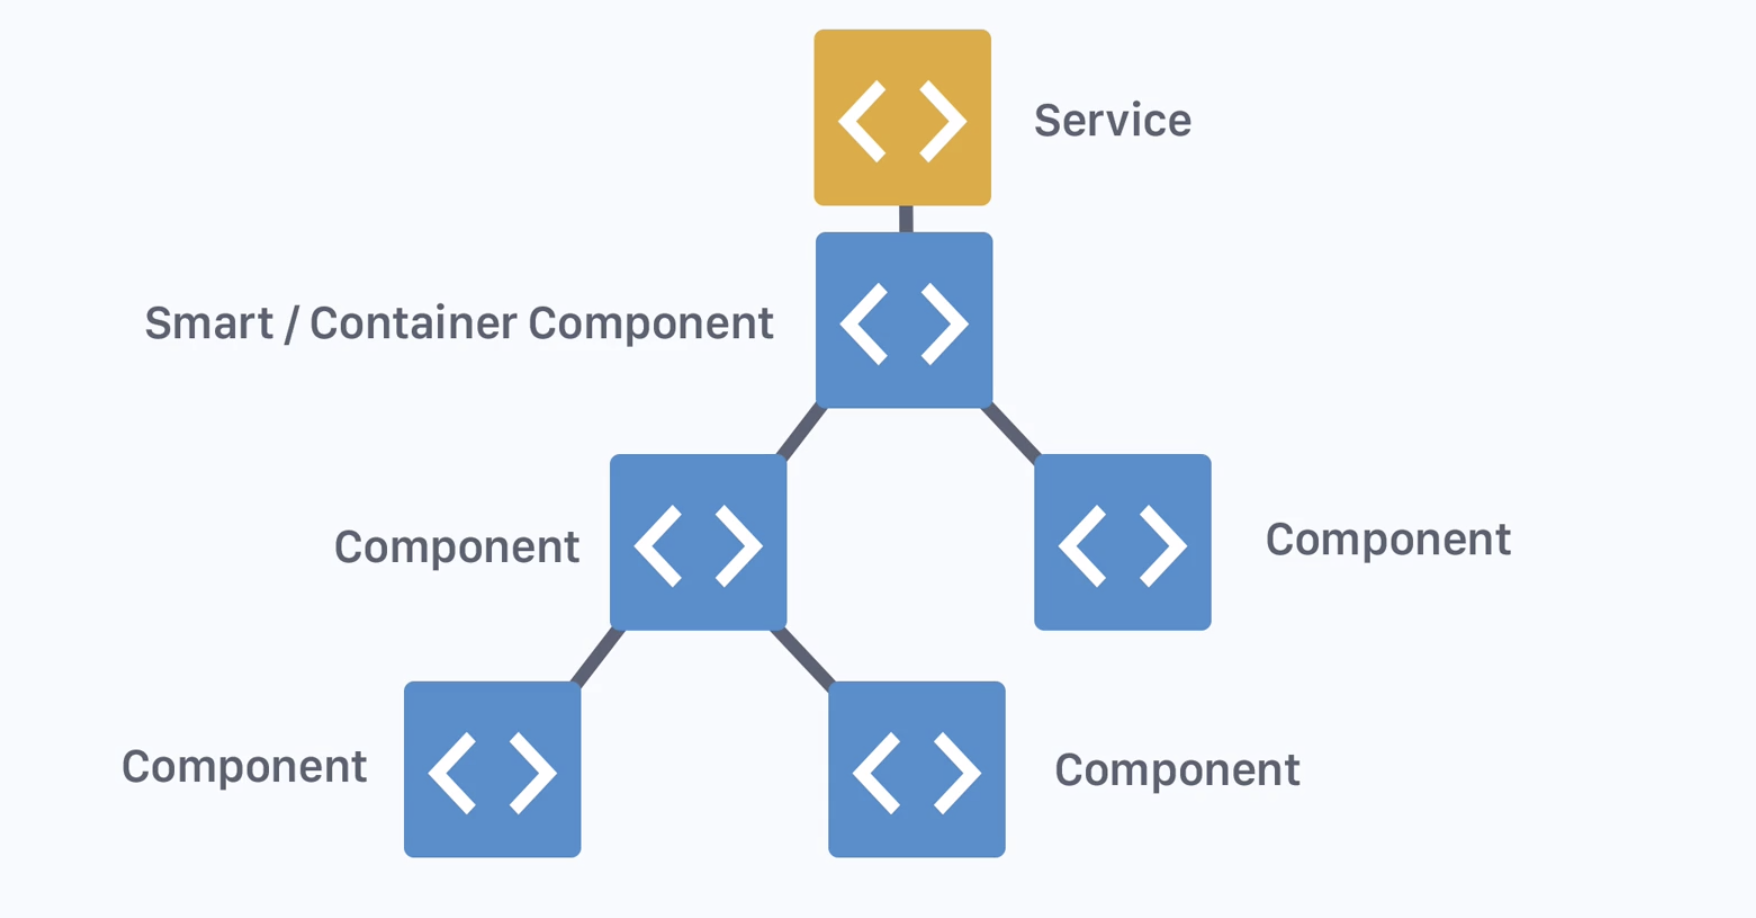 Service
Smart / Container Component
Component
Component
Component
Component